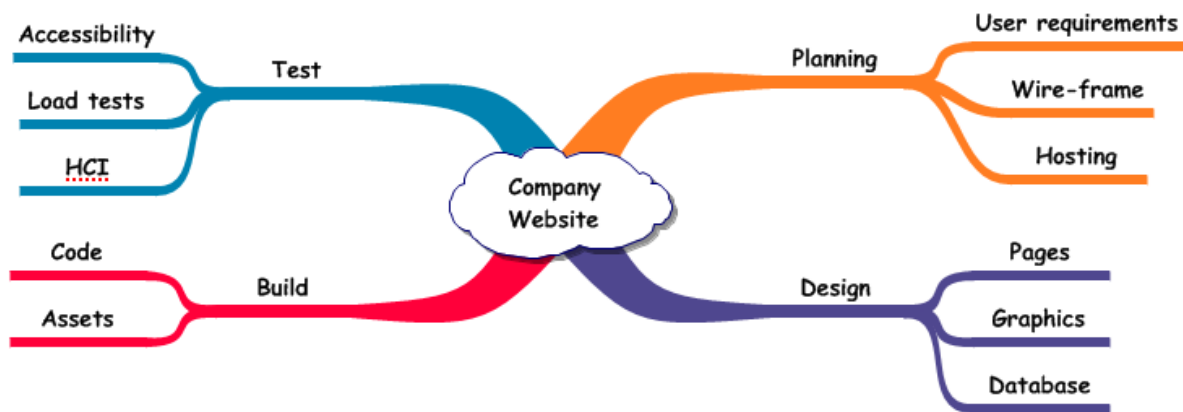 Accessibility
Test
Load tests
HCI
Company
Website
Planning
User requirements
Wire-frame
Hosting
Code
Build
Assets
Design
Pages
Graphics
Database